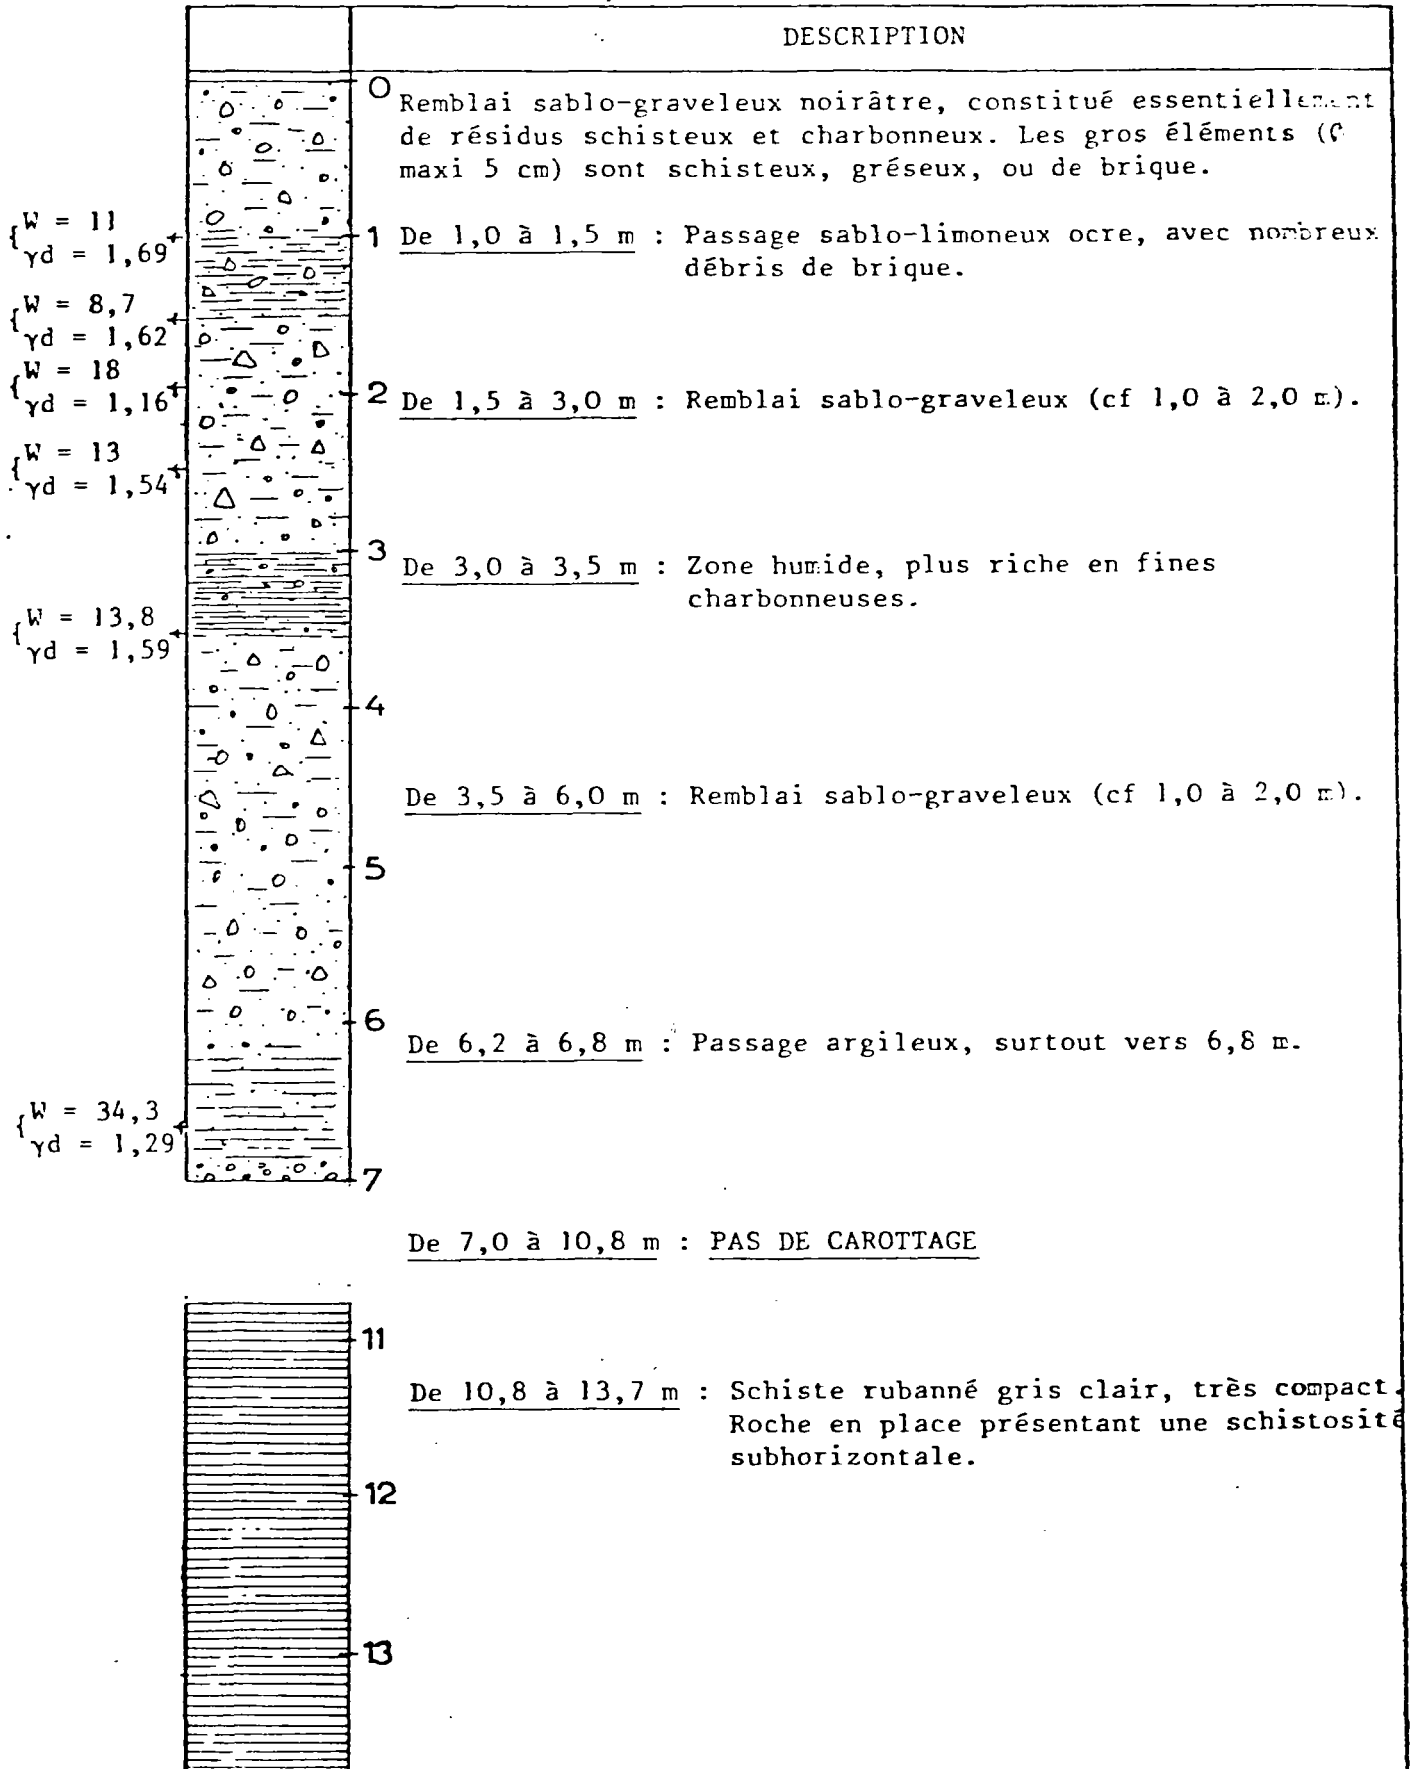 DESCRIPTION
0
Remblai sablo-graveleux noirâtre, constitué essentiellement
de résidus schisteux et charbonneux. Les gros éléments (
maxi 5 cm) sont schisteux, gréseux, ou de brique.
W = 11
γd = 1,69
1
De 1,0 à 1,5 m : Passage sablo-limoneux ocre, avec nombreux
débris de brique.
W = 8,7
γd = 1,62
W = 18
γd = 1,16
2
De 1,5 à 3,0 m : Remblai sablo-graveleux (cf 1,0 à 2,0 m).
W = 13
γd = 1,54
3
De 3,0 à 3,5 m : Zone humide, plus riche en fines
charbonneuses.
W = 13,8
γd = 1,59
4
De 3,5 à 6,0 m : Remblai sablo-graveleux (cf 1,0 à 2,0 m).
5
6
De 6,2 à 6,8 m : Passage argileux, surtout vers 6,8 m.
W = 34,3
γd = 1,29
7
De 7,0 à 10,8 m : PAS DE CAROTTAGE
11
De 10,8 à 13,7 m : Schiste rubanné gris clair, très compact.
Roche en place présentant une schistosité
subhorizontale.
12
13